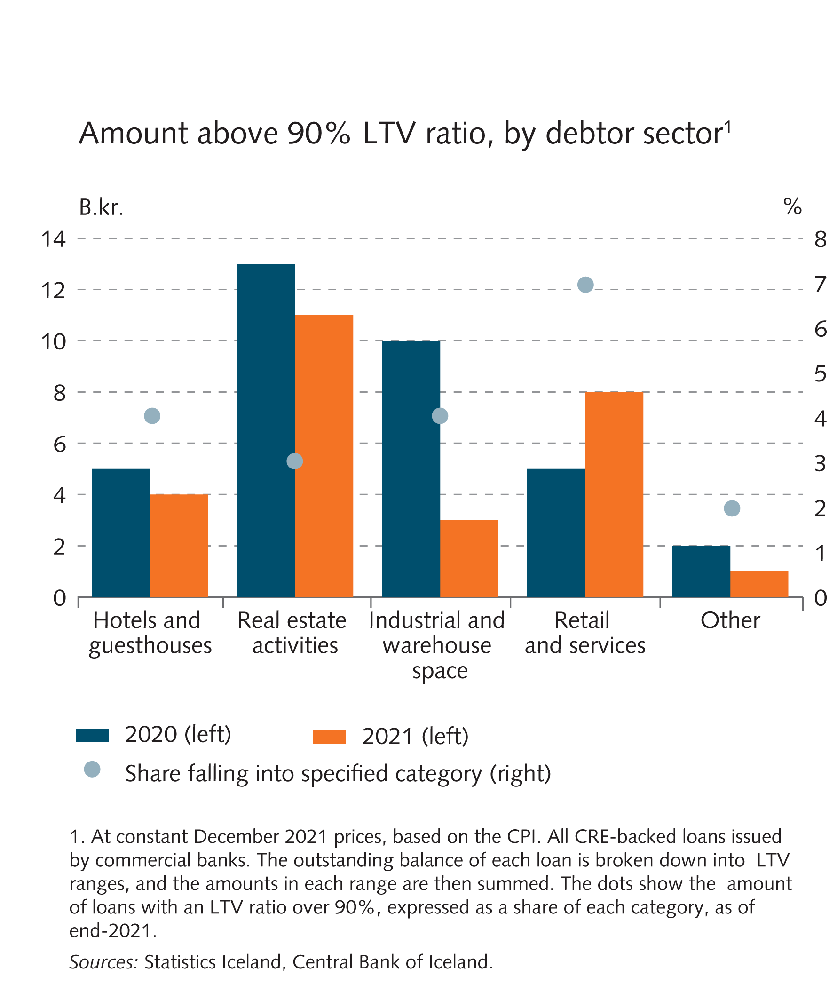 Amount above 90% LTV ratio, by debtor sector¹
B.kr.
%
14
12
10
8
6
4
2
0
8
7
6
5
4
3
2
1
0
Hotels and
guesthouses
Real estate
activities
Industrial and
warehouse
space
Retail
and services
Other
2020 (left)
2021 (left)
Share falling into specified category (right)
1. At constant December 2021 prices, based on the CPI. All CRE-backed loans issued
by commercial banks. The outstanding balance of each loan is broken down into LTV
ranges, and the amounts in each range are then summed. The dots show the amount
of loans with an LTV ratio over 90%, expressed as a share of each category, as of
end-2021.
Sources: Statistics Iceland, Central Bank of Iceland.